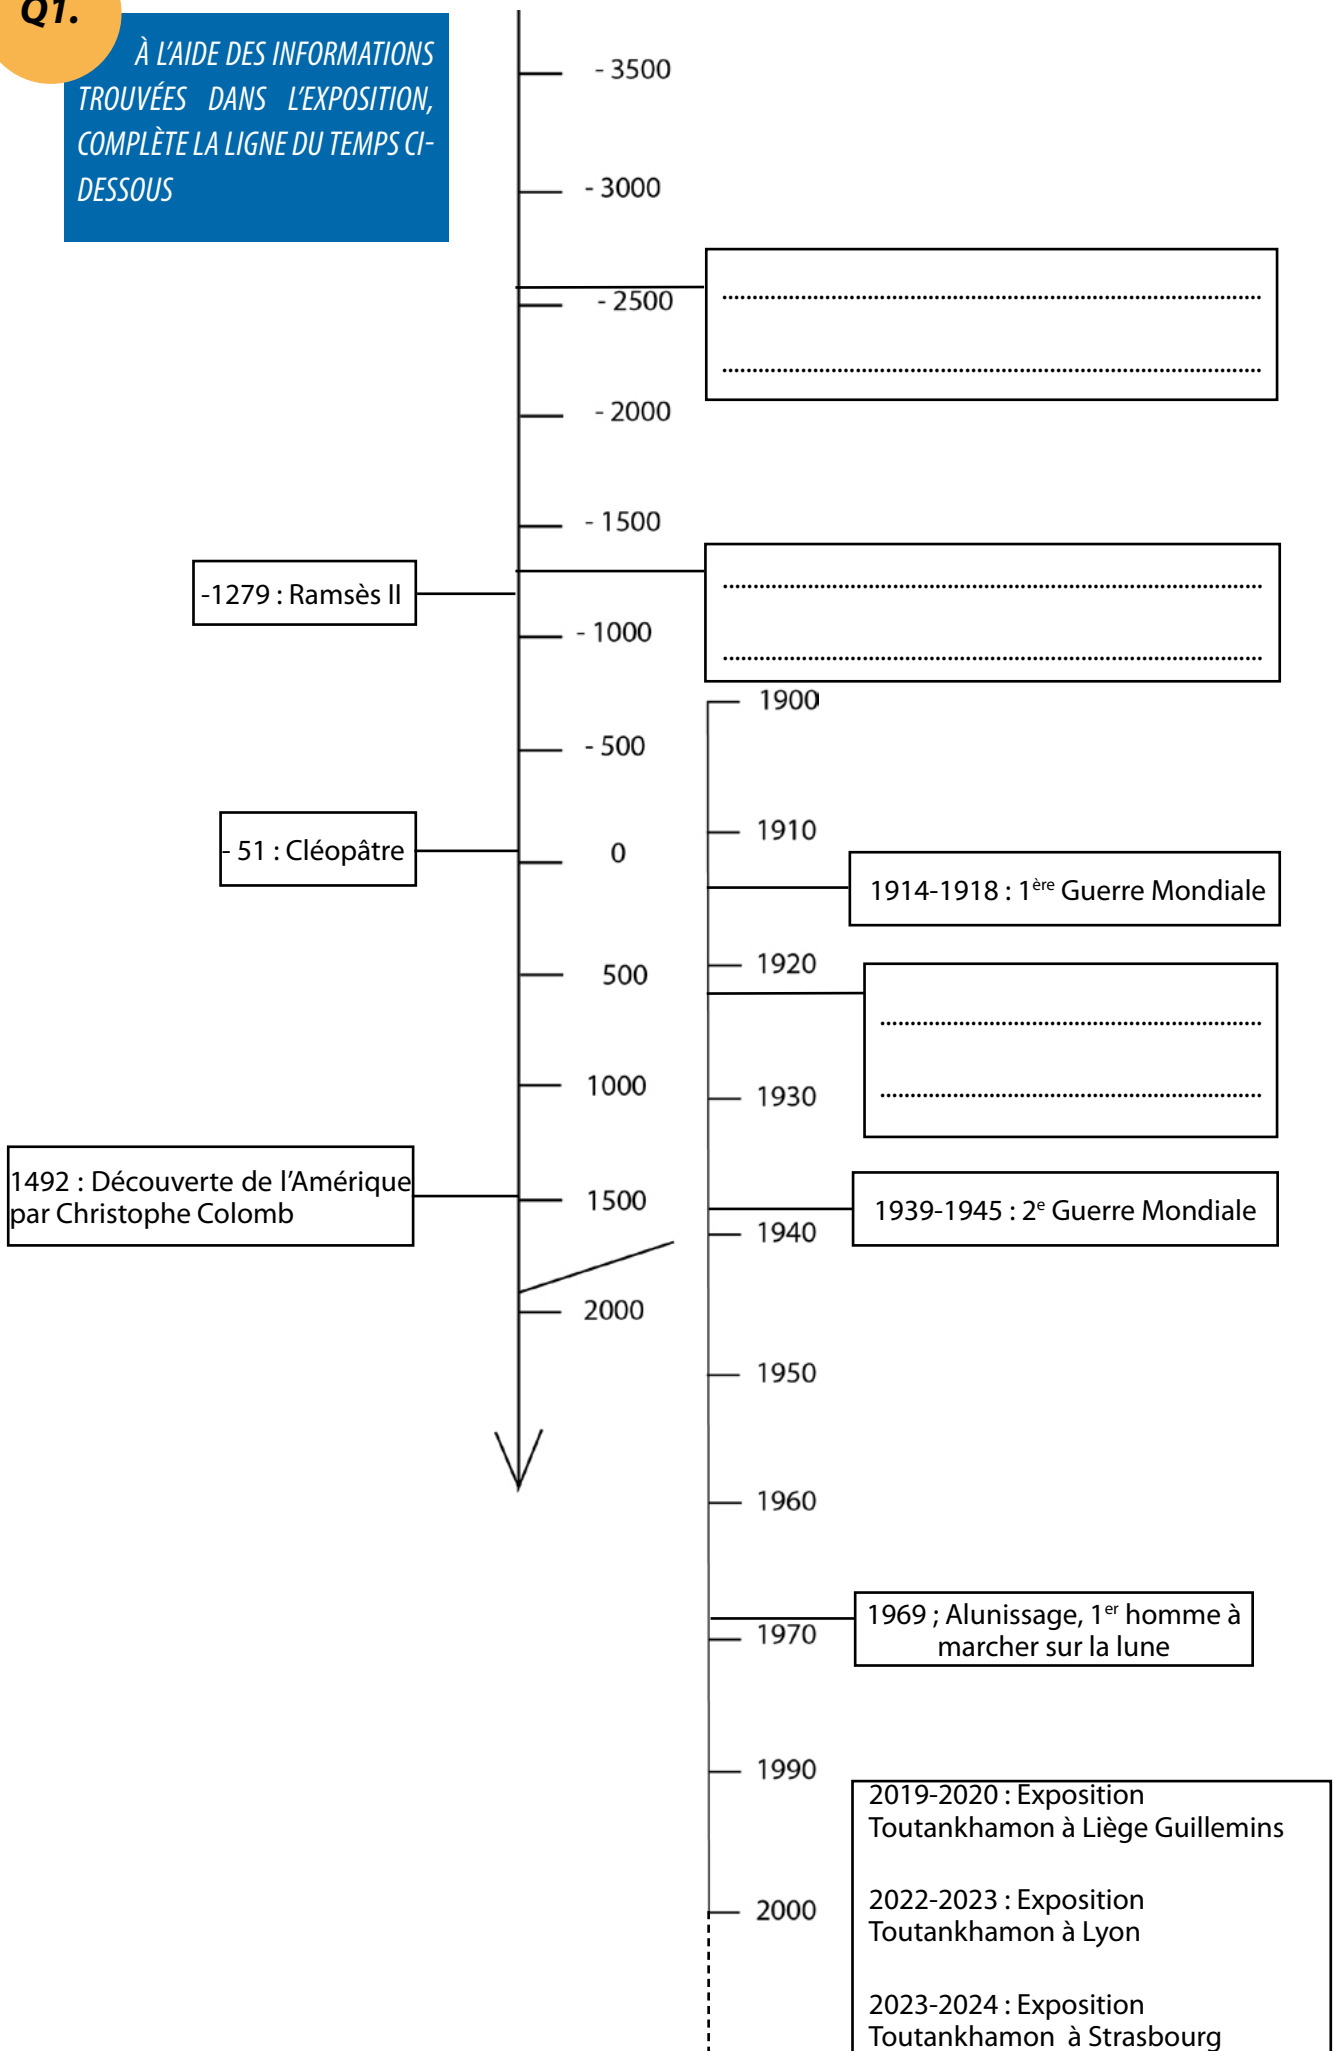 Q1.
À L'AIDE DES INFORMATIONS
TROUVÉES DANS L'EXPOSITION,
COMPLÈTE LA LIGNE DU TEMPS CI-
DESSOUS
- 3500
- 3000
- 2500
................................................................................
................................................................................
- 2000
- 1500
-1279 : Ramsès II
................................................................................
................................................................................
- 1000
- 500
- 51 : Cléopâtre
0
500
1000
1492 : Découverte de l'Amérique
par Christophe Colomb
1500
2000
1900
1910
1914-1918 : 1ère Guerre Mondiale
1920
................................................................................
................................................................................
1930
1939-1945 : 2e Guerre Mondiale
1940
1950
1960
1969 ; Alunissage, 1er homme à
marcher sur la lune
1970
1990
2000
2019-2020 : Exposition
Toutankhamon à Liège Guillemins
2022-2023 : Exposition
Toutankhamon à Lyon
2023-2024 : Exposition
Toutankhamon à Strasbourg